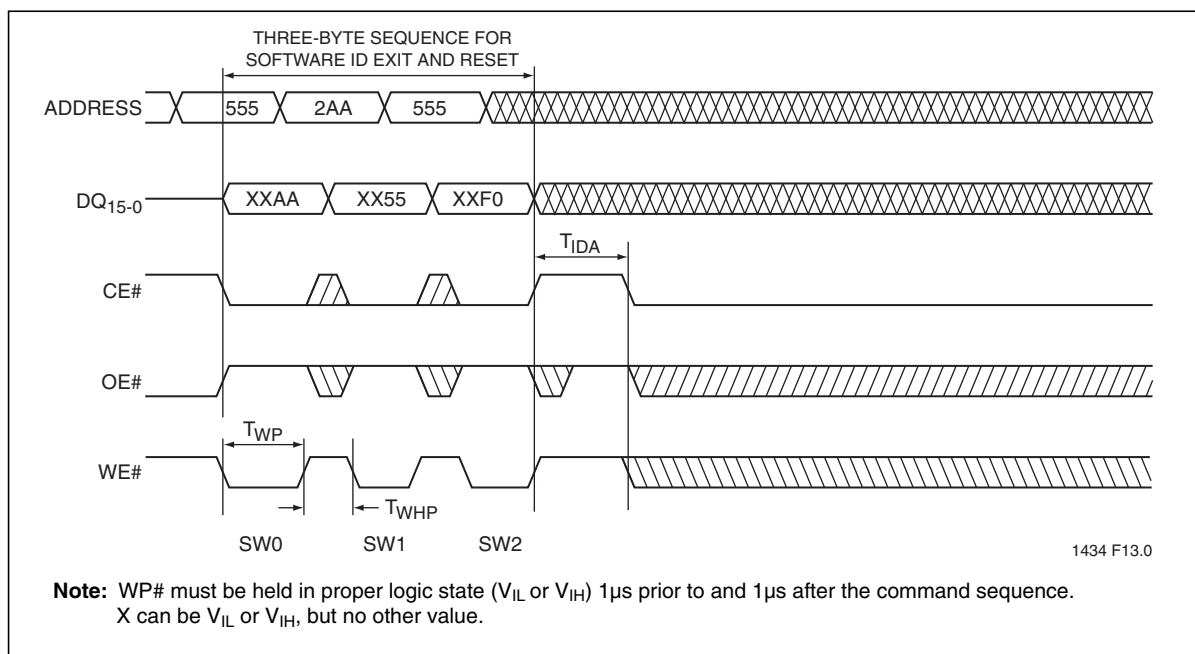 THREE-BYTE SEQUENCE FOR
SOFTWARE ID EXIT AND RESET
ADDRESS 555 2AA 555
DQ15-0 XXAA XX55 XXF0
TIDA
CE#
OE#
TWP
WE#
TWHP
SW0 SW1 SW2
1434 F13.0
Note: WP# must be held in proper logic state (VIL or VIH) 1µs prior to and 1µs after the command sequence.
X can be VIL or VIH, but no other value.